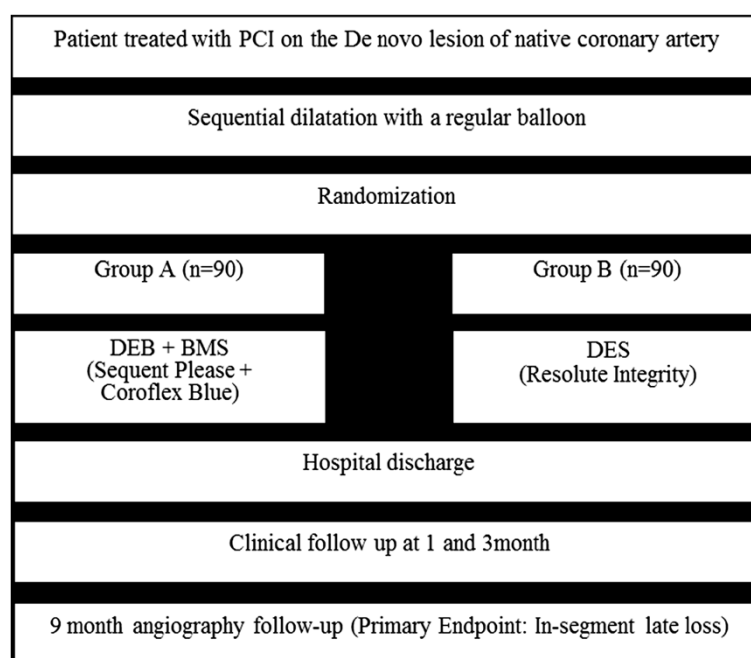 Patient treated with PCI on the De novo lesion of native coronary artery
Sequential dilatation with a regular balloon
Randomization
Group A (n=90)
Group B (n=90)
DEB + BMS
(Sequent Please +
Coroflex Blue)
DES
(Resolute Integrity)
Hospital discharge
Clinical follow up at 1 and 3month
9 month angiography follow-up (Primary Endpoint: In-segment late loss)